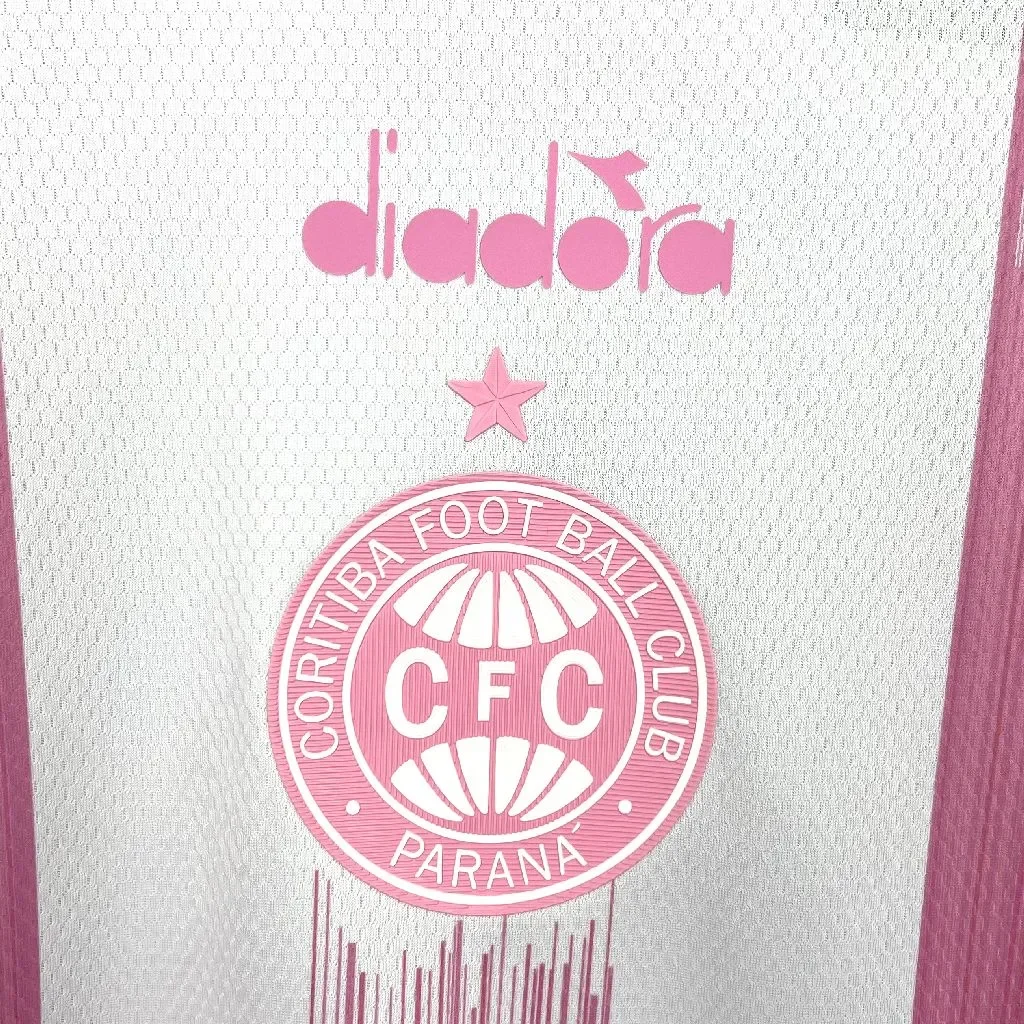 diadora
CORITIBA FOOT BALL CLUB
CFC
PARANÁ